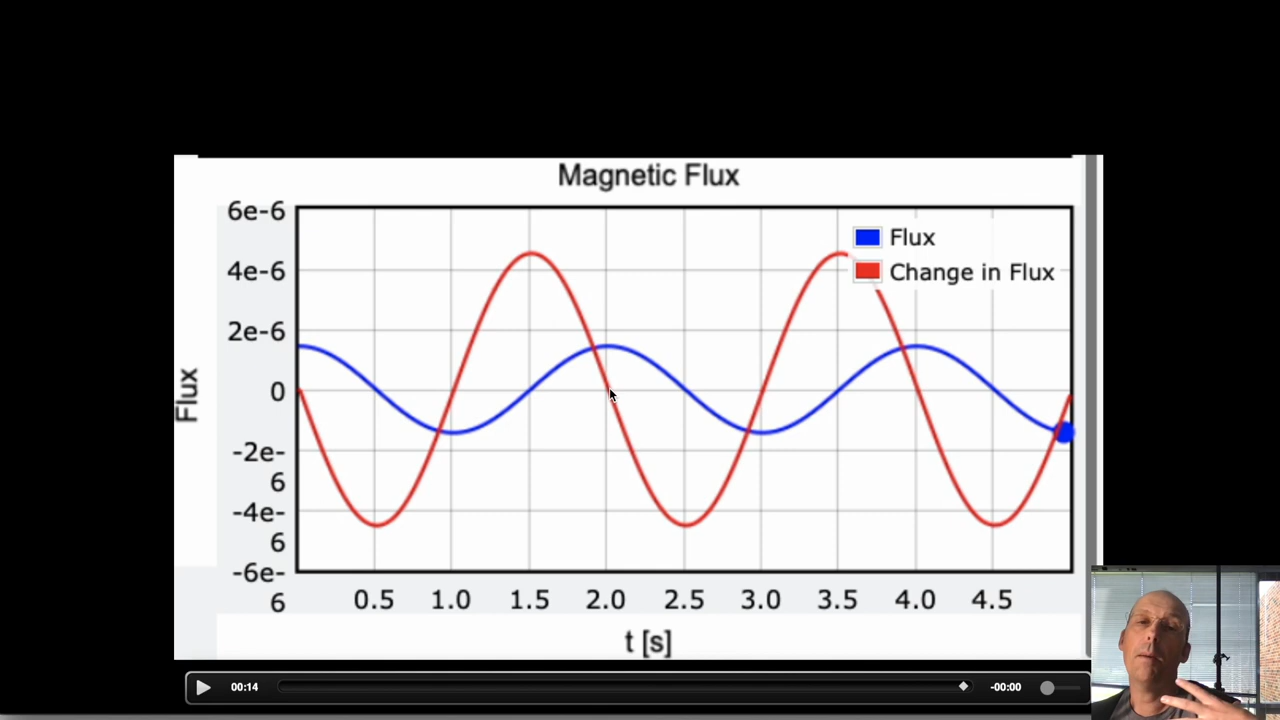 Magnetic Flux
6e-6
4e-6
2e-6
0
-2e-
6
-4e-
6
-6e-
6
Flux
Flux
Change in Flux
0.5 1.0 1.5 2.0 2.5 3.0 3.5 4.0 4.5
t [s]
00:14
-00:00